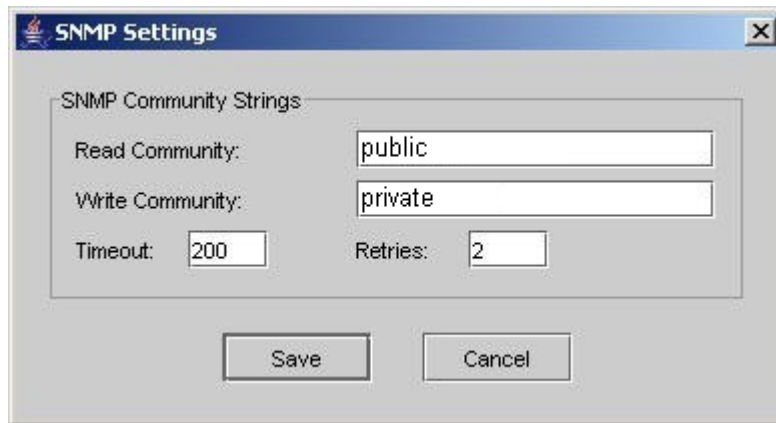 SNMP Settings
SNMP Community Strings
Read Community: public
Write Community: private
Timeout: 200 Retries: 2
Save Cancel